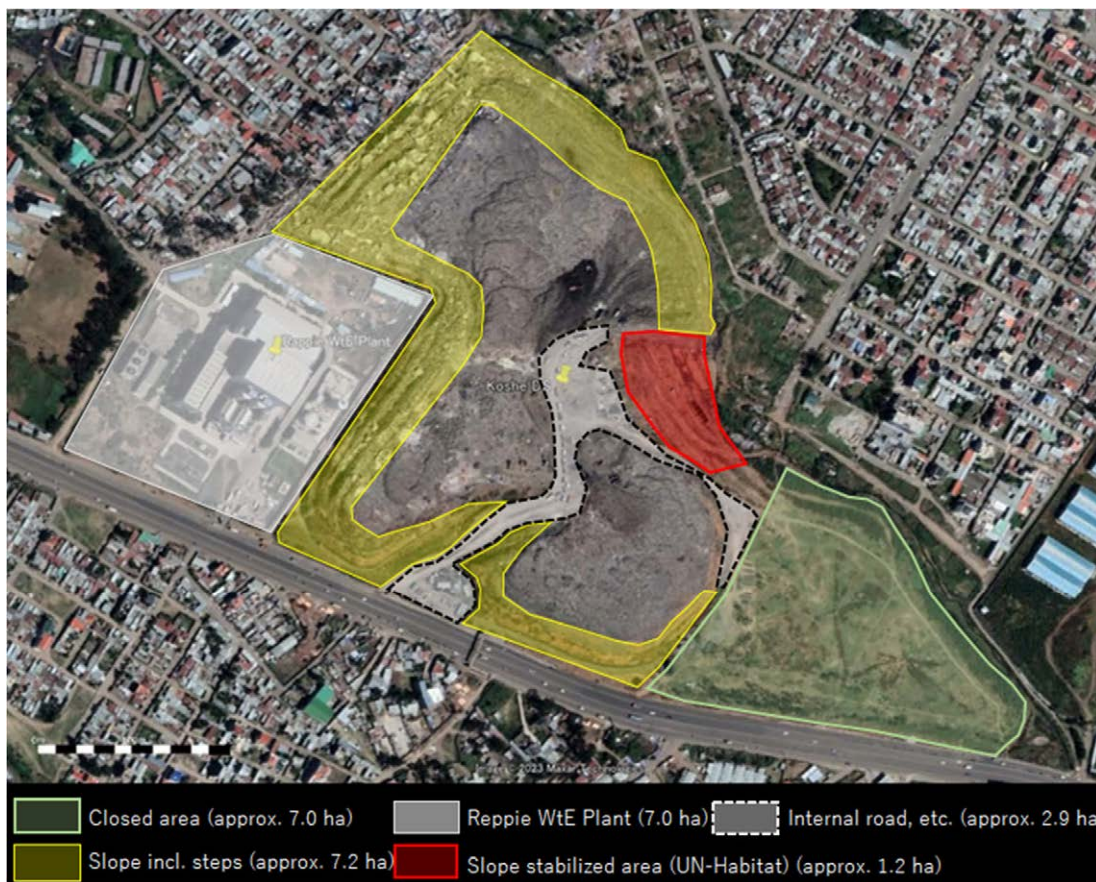 Reppie WtE Plant
Koshe D
Closed area (approx. 7.0 ha)
Reppie WtE Plant (7.0 ha)
Internal road, etc. (approx. 2.9 ha
Slope incl. steps (approx. 7.2 ha)
Slope stabilized area (UN-Habitat) (approx. 1.2 ha)